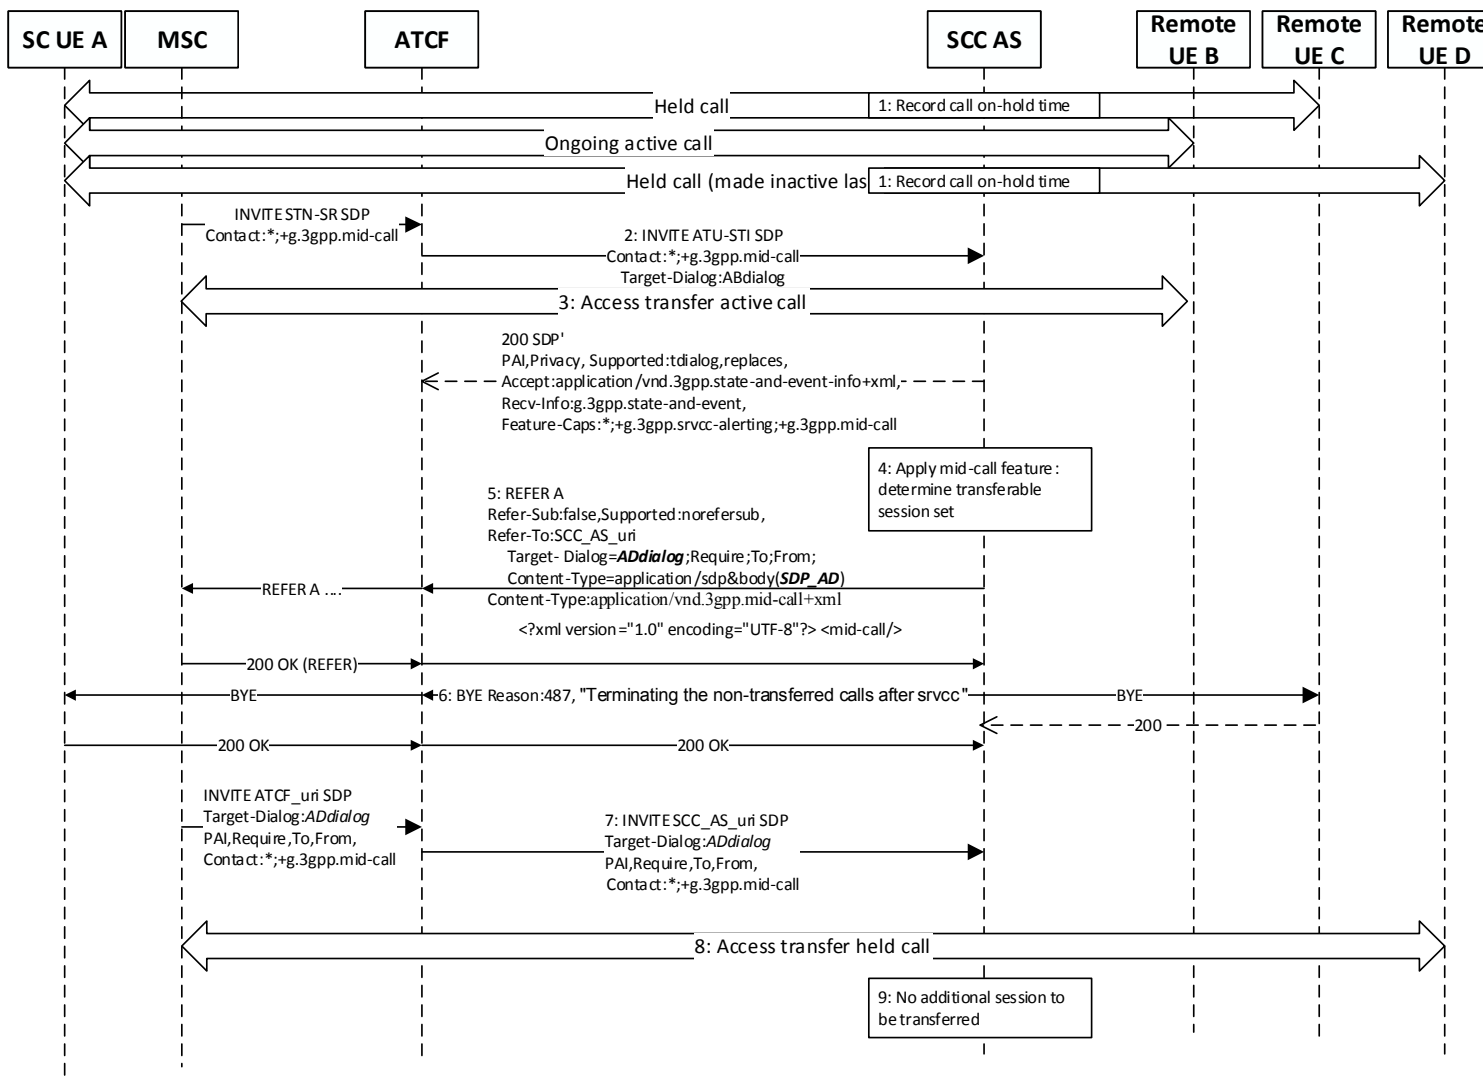 SC UE A
MSC
ATCF
SCC AS
Remote
UE B
Remote
UE C
Remote
UE D
Held call
1: Record call on-hold time
Ongoing active call
Held call (made inactive las
1: Record call on-hold time
INVITE STN-SR SDP
Contact:*;+g.3gpp.mid-call
2: INVITE ATU-STI SDP
Contact:*;+g.3gpp.mid-call
Target-Dialog:ABdialog
3: Access transfer active call
200 SDP'
PAI,Privacy, Supported:tdialog,replaces,
Accept:application/vnd.3gpp.state-and-event-info+xml,
Recv-Info:g.3gpp.state-and-event,
Feature-Caps:*;+g.3gpp.srvcc-alerting;+g.3gpp.mid-call
4: Apply mid-call feature :
determine transferable
session set
5: REFER A
Refer-Sub:false,Supported:norefersub,
Refer-To:SCC_AS_uri
Target- Dialog=ADdialog;Require;To;From;
Content-Type=application/sdp&body(SDP_AD)
REFER A ....
Content-Type:application/vnd.3gpp.mid-call+xml
<?xml version="1.0" encoding="UTF-8"?> <mid-call/>
200 OK (REFER)
BYE
6: BYE Reason:487, "Terminating the non-transferred calls after srvcc"
BYE
200
200 OK
200 OK
INVITE ATCF_uri SDP
Target-Dialog:ADdialog
PAI,Require,To,From,
Contact:*;+g.3gpp.mid-call
7: INVITE SCC_AS_uri SDP
Target-Dialog:ADdialog
PAI,Require,To,From,
Contact:*;+g.3gpp.mid-call
8: Access transfer held call
9: No additional session to
be transferred